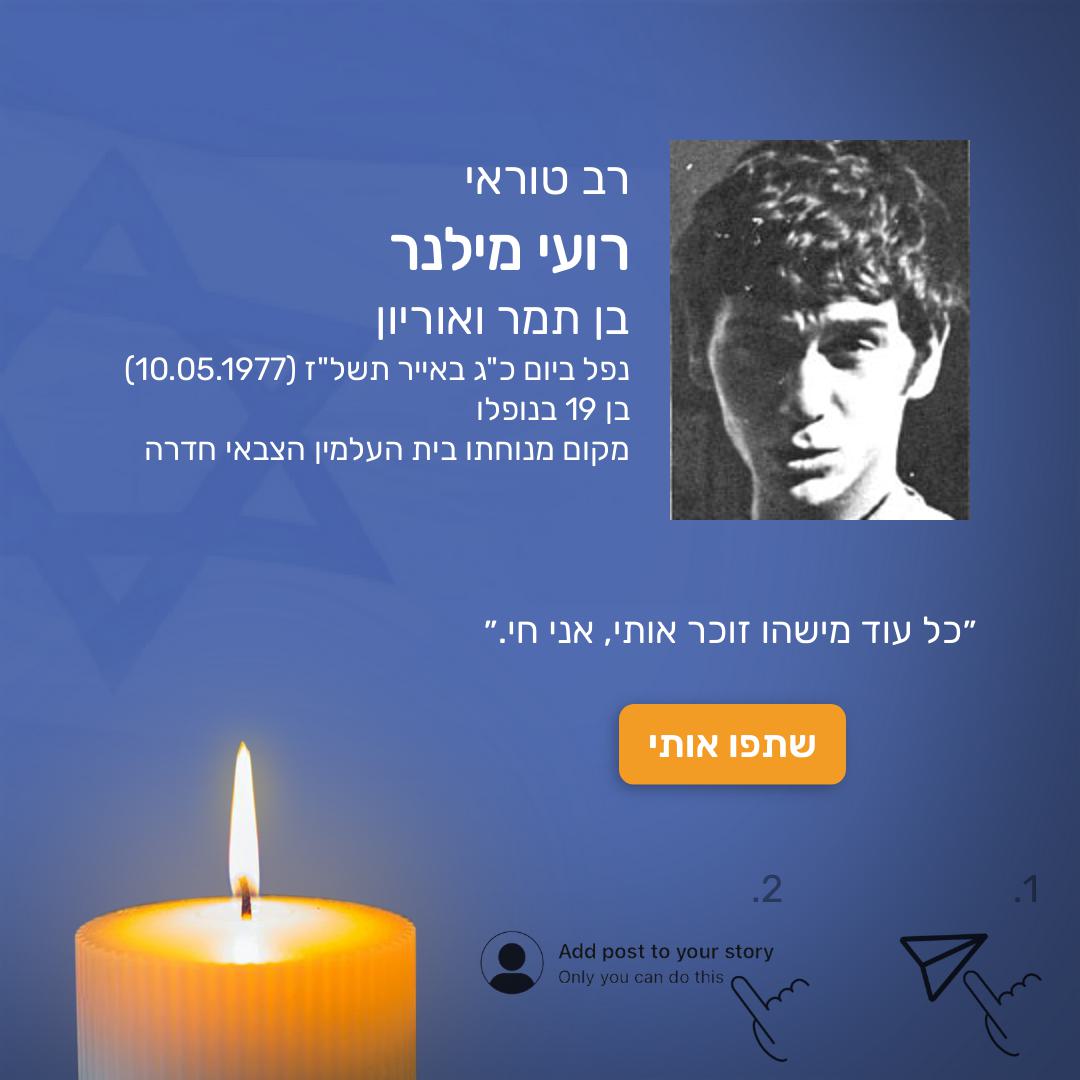 רב טוראי
רועי מילנר
בן תמר ואוריון
נפל ביום כ"ג באייר תשל"ז (10.05.1977)
בן 19 בנופלו
מקום מנוחתו בית העלמין הצבאי חדרה
״כל עוד מישהו זוכר אותי, אני חי.״
שתפו אותי
.1
.2
Add post to your story
Only you can do this